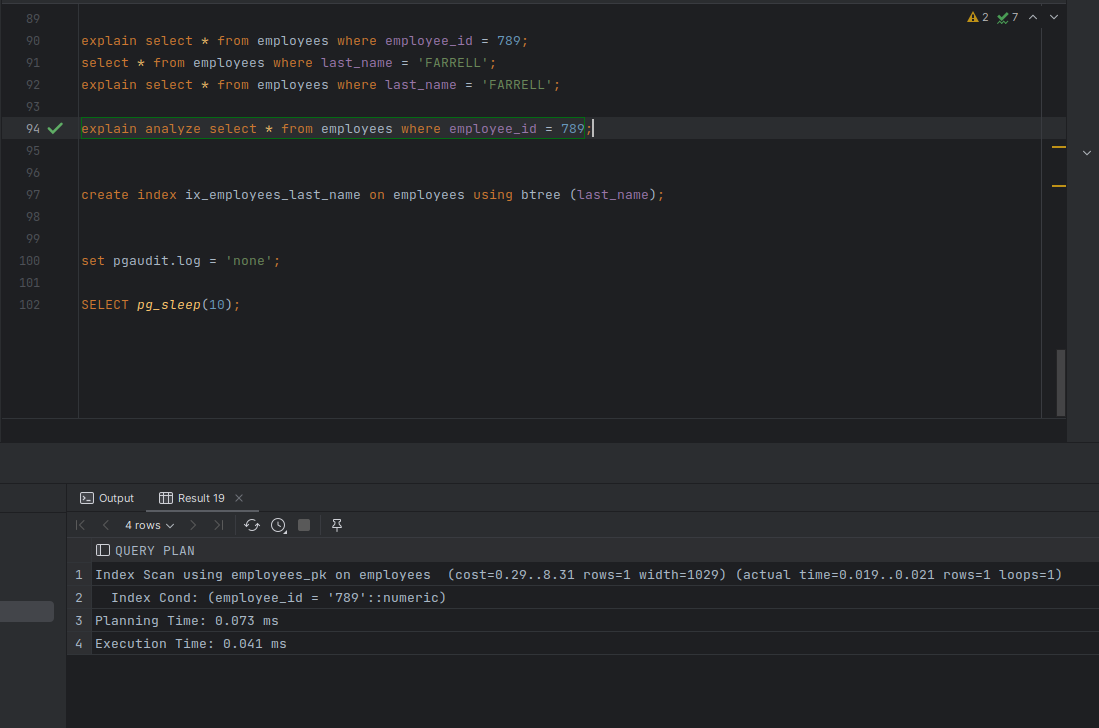 2 7
89
90 explain select * from employees where employee_id = 789;
91 select * from employees where last_name = 'FARRELL';
92 explain select * from employees where last_name = 'FARRELL';
93
94 explain analyze select * from employees where employee_id = 789;
95
96
97 create index ix_employees_last_name on employees using btree (last_name);
98
99
100 set pgaudit.log = 'none';
101
102 SELECT pg_sleep(10);
Output Result 19
4 rows
QUERY PLAN
1 Index Scan using employees_pk on employees  (cost=0.29..8.31 rows=1 width=1029) (actual time=0.019..0.021 rows=1 loops=1)
2   Index Cond: (employee_id = '789'::numeric)
3 Planning Time: 0.073 ms
4 Execution Time: 0.041 ms